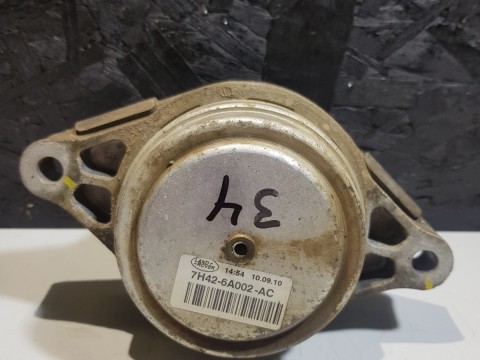 34
LAND ROVER
14:54 10.09.10
7H42-6A002-AC